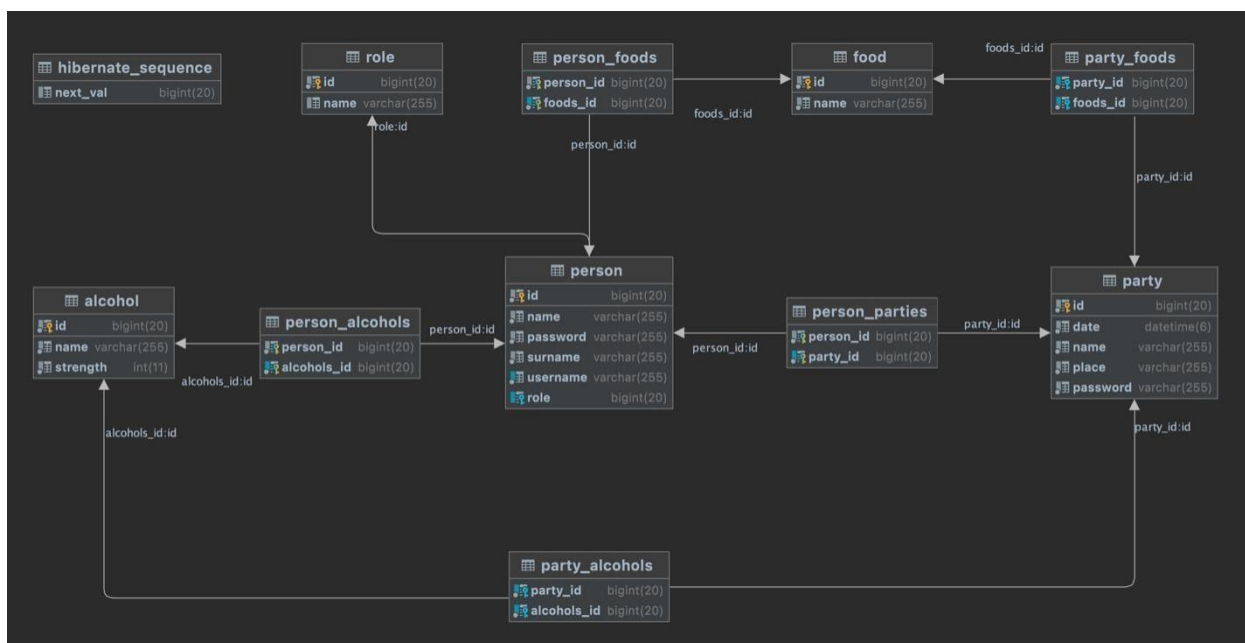 hibernate_sequence
next_val bigint(20)
role
id bigint(20)
name varchar(255)
role:id
person_foods
person_id bigint(20)
foods_id bigint(20)
person_id:id
foods_id:id
food
id bigint(20)
name varchar(255)
foods_id:id
party_foods
party_id bigint(20)
foods_id bigint(20)
party_id:id
alcohol
id bigint(20)
name varchar(255)
strength int(11)
alcohols_id:id
alcohols_id:id
person_alcohols
person_id bigint(20)
alcohols_id bigint(20)
person_id:id
person
id bigint(20)
name varchar(255)
password varchar(255)
surname varchar(255)
username varchar(255)
role bigint(20)
person_id:id
person_parties
person_id bigint(20)
party_id bigint(20)
party_id:id
party
id bigint(20)
date datetime(6)
name varchar(255)
place varchar(255)
password varchar(255)
party_id:id
party_alcohols
party_id bigint(20)
alcohols_id bigint(20)